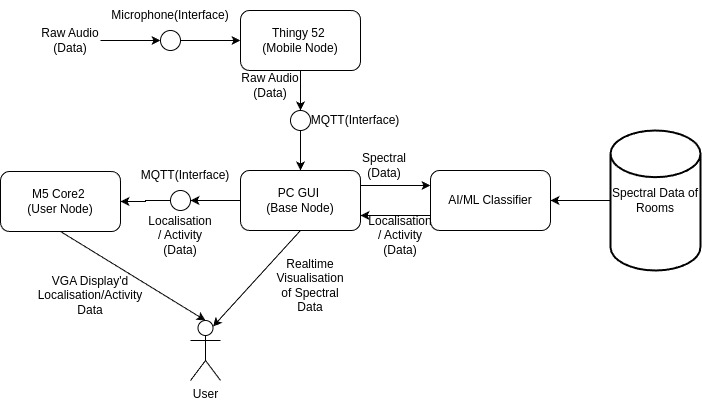 Microphone(Interface)
Raw Audio
(Data)
Thingy 52
(Mobile Node)
Raw Audio
(Data)
MQTT(Interface)
Spectral
(Data)
MQTT(Interface)
M5 Core2
(User Node)
PC GUI
(Base Node)
AI/ML Classifier
Spectral Data of
Rooms
Localisation
/ Activity
(Data)
Localisation
/ Activity
(Data)
VGA Display'd
Localisation/Activity
Data
Realtime
Visualisation
of Spectral
Data
User